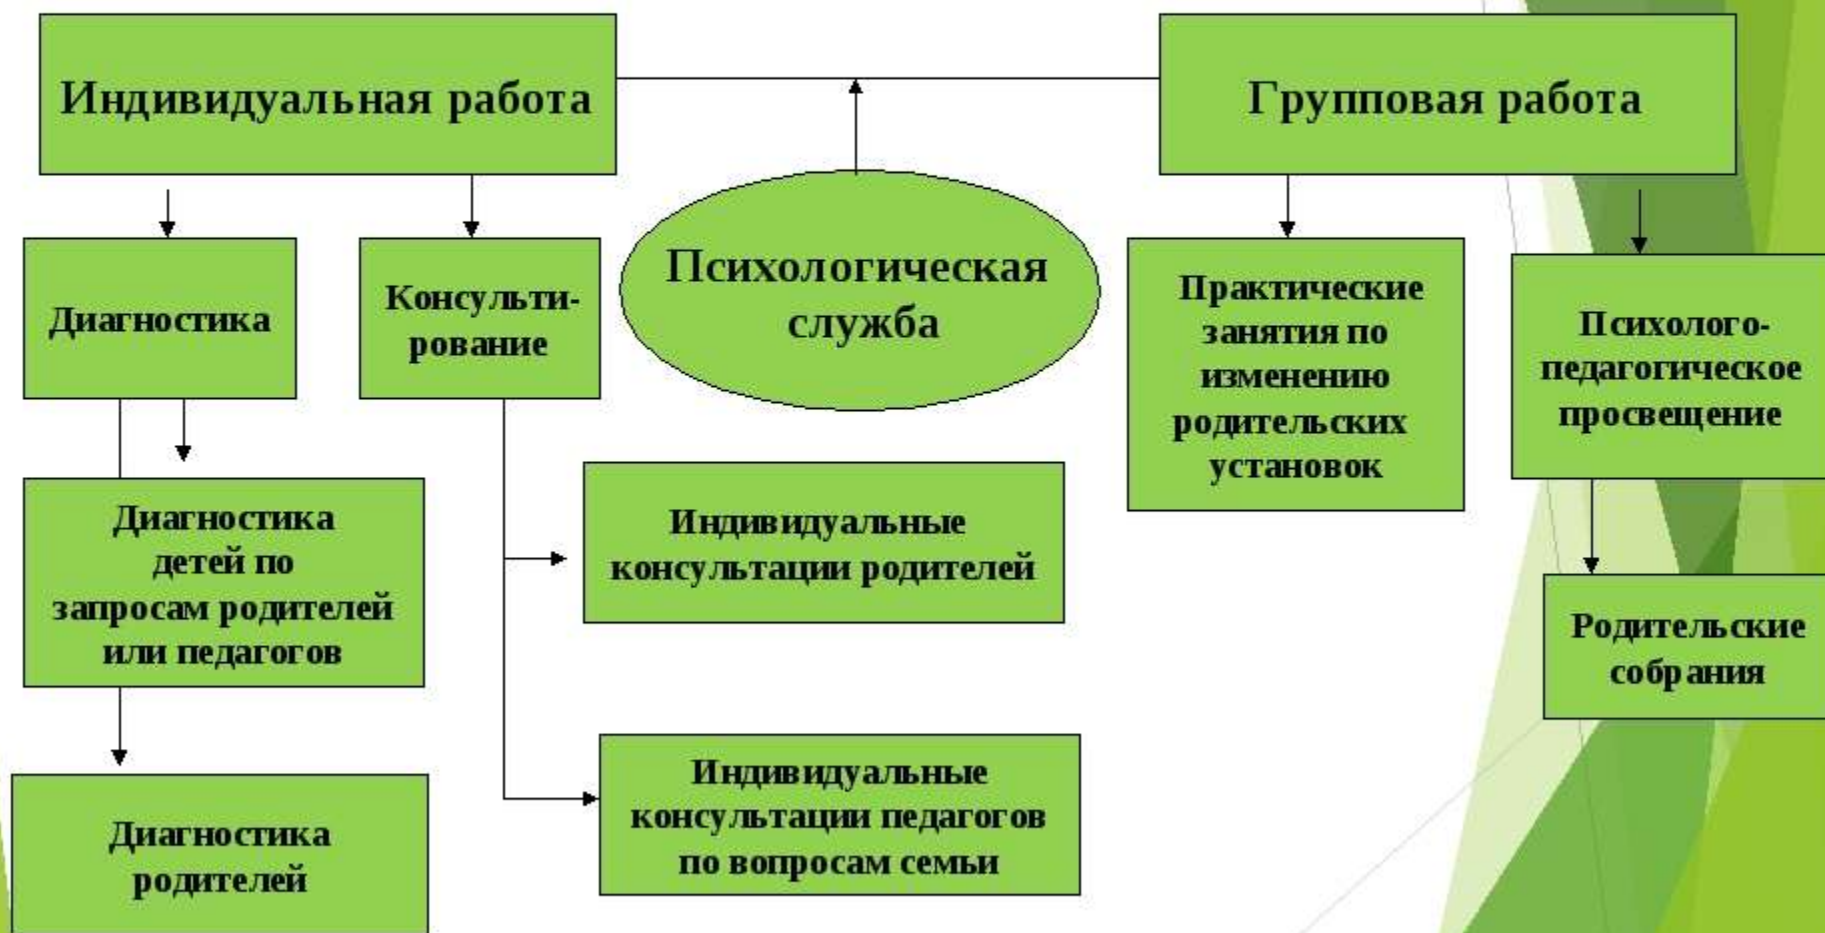 Индивидуальная работа
Групповая работа
Психологическая
служба
Диагностика
Консульти-
рование
Практические
занятия по
изменению
родительских
установок
Психолого-
педагогическое
просвещение
Диагностика
детей по
запросам родителей
или педагогов
Индивидуальные
консультации родителей
Родительские
собрания
Диагностика
родителей
Индивидуальные
консультации педагогов
по вопросам семьи